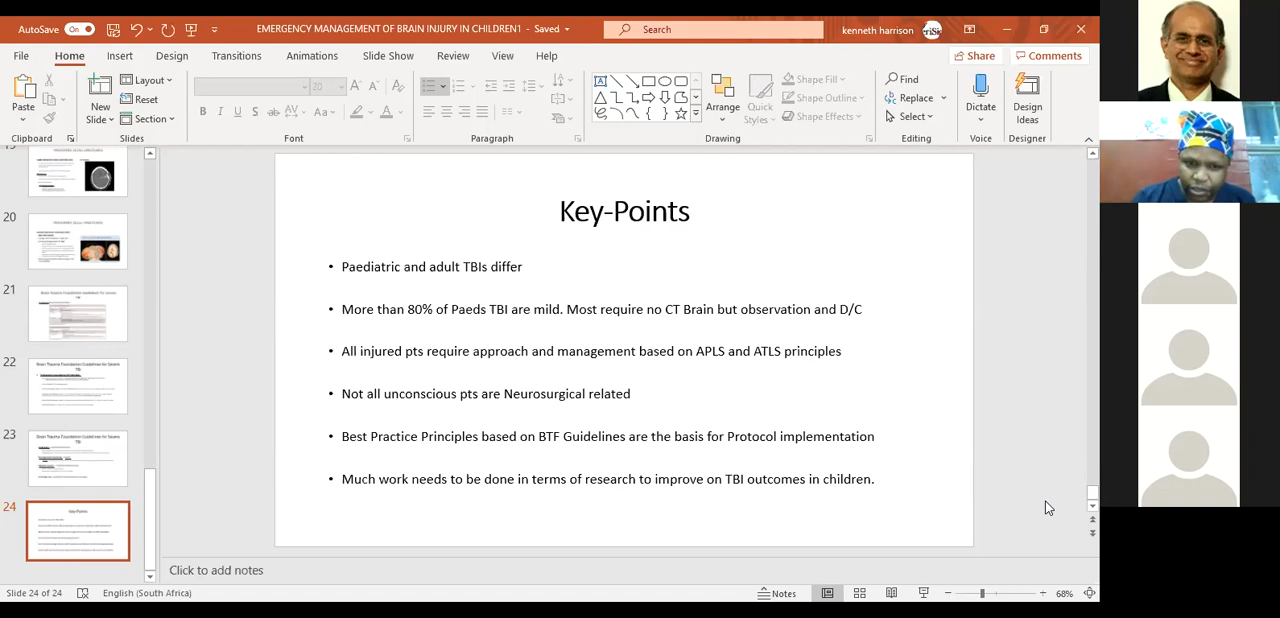 AutoSave On EMERGENCY MANAGEMENT OF BRAIN INJURY IN CHILDREN1 - Saved Search kenneth harrison
File Home Insert Design Transitions Animations Slide Show Review View Help Share Comments
Paste New Slide Layout Reset Section 20 Arrange Quick Styles Shape Fill Shape Outline Shape Effects Find Replace Select Dictate Design Ideas
Clipboard Slides Font Paragraph Drawing Editing Voice Designer
20
21
22
23
24
Key-Points
• Paediatric and adult TBIs differ
• More than 80% of Paeds TBI are mild. Most require no CT Brain but observation and D/C
• All injured pts require approach and management based on APLS and ATLS principles
• Not all unconscious pts are Neurosurgical related
• Best Practice Principles based on BTF Guidelines are the basis for Protocol implementation
• Much work needs to be done in terms of research to improve on TBI outcomes in children.
Click to add notes
Slide 24 of 24 English (South Africa) Notes 68%